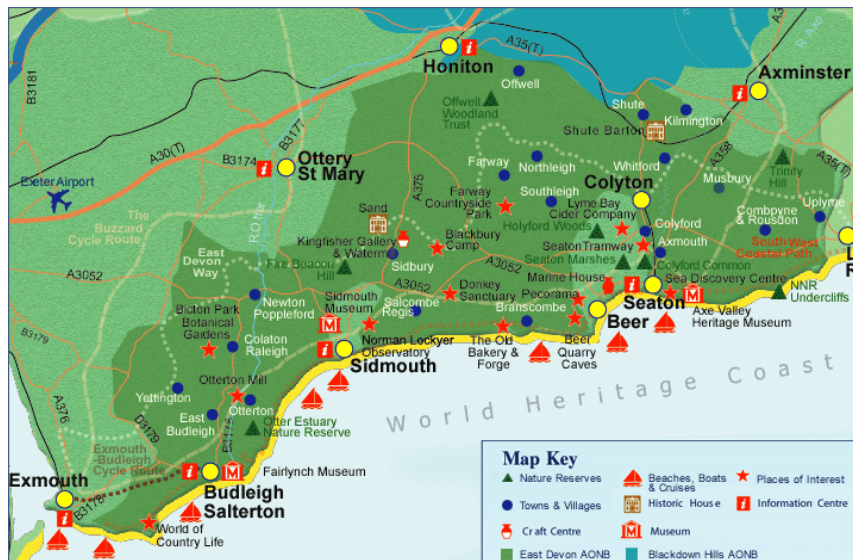 A35(T)
Honiton
Offwell
Axminster
B3181
R. Axe
Offwell
Woodland
Trust
Shute
Kilmington
Shute Barton
A30(T)
B3177
B3174
Ottery
St Mary
Exeter Airport
A375
Farway
Northleigh
Whitford
A358
A35(T)
Musbury
Trinity
Hill
Farway
Countryside
Park
Southleigh
Colyton
Lyme Bay
Cider Company
Combpyne
& Rousdon
Uplyme
The
Buzzard
Cycle Route
R.Otter
Sand
Kingfisher Gallery
Blackbury
Camp
Holyford Woods
Colyford
Seaton Tramway
Axmouth
South West
Coastal Path
East
Devon
Way
Fire Beacon
Hill
Sidbury
Seaton Marshes
Colyford Common
A3052
A3052
Donkey
Sanctuary
Marine House
Sea Discovery Centre
NNR
Undercliffs
Newton
Poppleford
Sidmouth
Museum
Salcombe
Regis
Pecorama
Seaton
Axe Valley
Heritage Museum
Bicton Park
Botanical
Gardens
Branscombe
Beer
B3179
Colaton
Raleigh
Norman Lockyer
Observatory
The Old
Bakery &
Forge
Beer
Quarry
Caves
Sidmouth
Otterton Mill
Yettington
Otterton
World Heritage Coast
A376
East
Budleigh
Otter Estuary
Nature Reserve
Exmouth
-Budleigh
Cycle Route
Fairlynch Museum
Exmouth
B3178
Budleigh
Salterton
World of
Country Life
Map Key
Nature Reserves
Beaches, Boats
& Cruises
Places of Interest
Towns & Villages
Historic House
Information Centre
Craft Centre
Museum
East Devon AONB
Blackdown Hills AONB